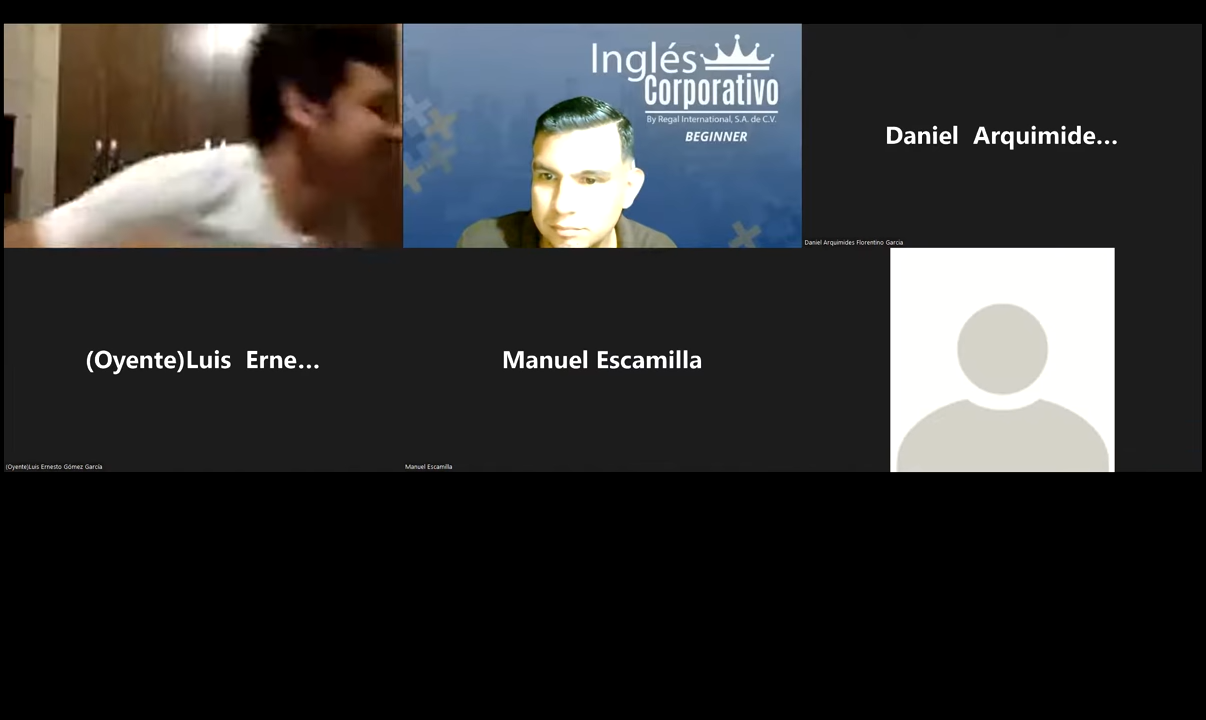 Inglés
Corporativo
By Regal International, S.A. de C.V.
BEGINNER
Daniel Arquimide...
Daniel Arquimides Florentino Garcia
(Oyente)Luis Erne...
(Oyente)Luis Ernesto Gómez García
Manuel Escamilla
Manuel Escamilla